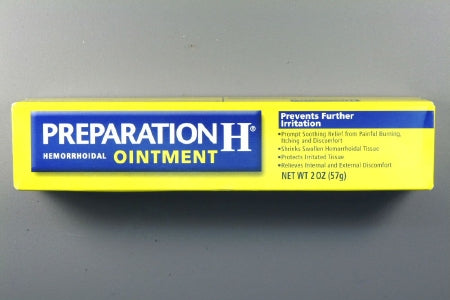 PREPARATION H®
HEMORRHOIDAL OINTMENT
Prevents Further
Irritation
•Prompt Soothing Relief from Painful Burning,
Itching and Discomfort
•Shrinks Swollen Hemorrhoidal Tissue
•Protects Irritated Tissue
•Relieves Internal and External Discomfort
NET WT 2 OZ (57g)